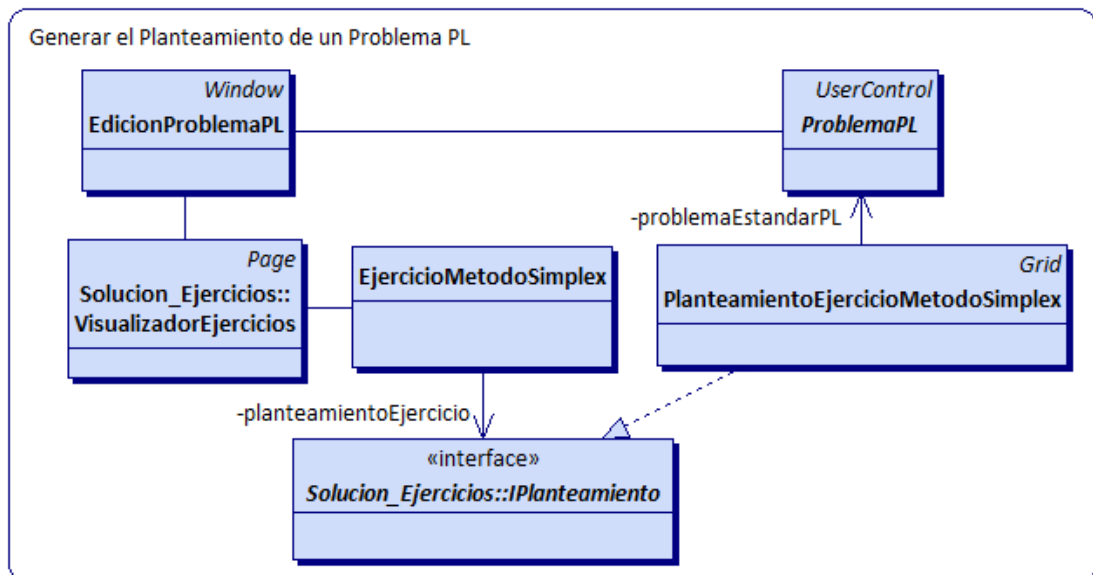 Generar el Planteamiento de un Problema PL
Window
EdicionProblemaPL
UserControl
ProblemaPL
-problemaEstandarPL
Page
Solucion_Ejercicios::
VisualizadorEjercicios
EjercicioMetodoSimplex
Grid
PlanteamientoEjercicioMetodoSimplex
-planteamientoEjercicio
«interface»
Solucion_Ejercicios::IPlanteamiento